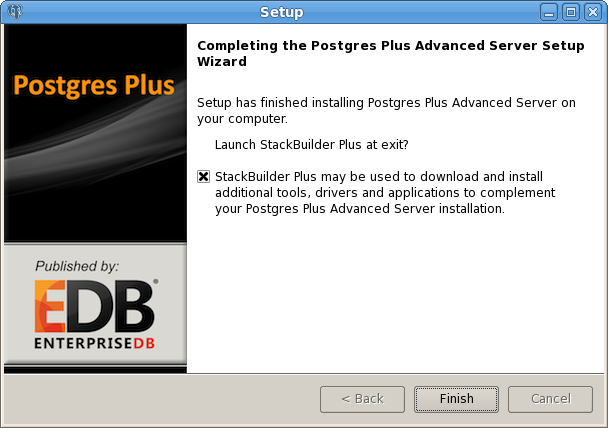 Setup
Postgres Plus
Published by:
EDB
ENTERPRISEDB
Completing the Postgres Plus Advanced Server Setup
Wizard
Setup has finished installing Postgres Plus Advanced Server on
your computer.
Launch StackBuilder Plus at exit?
StackBuilder Plus may be used to download and install
additional tools, drivers and applications to complement
your Postgres Plus Advanced Server installation.
< Back
Finish
Cancel